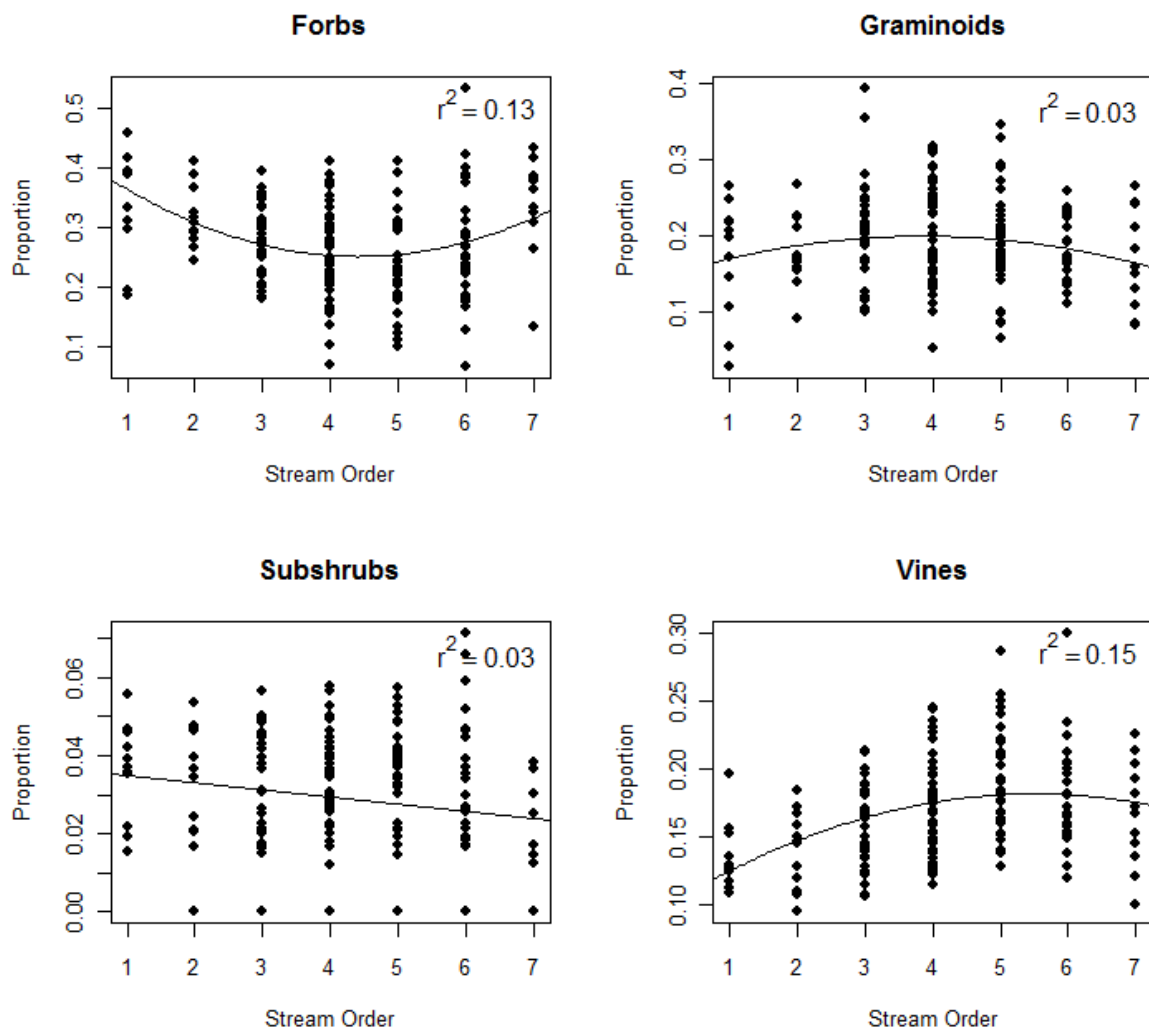 Forbs
r² = 0.13
0.5
0.4
0.3
0.2
0.1
Proportion
1 2 3 4 5 6 7
Stream Order
Graminoids
r² = 0.03
0.4
0.3
0.2
0.1
Proportion
1 2 3 4 5 6 7
Stream Order
Subshrubs
r² = 0.03
0.06
0.04
0.02
0.00
Proportion
1 2 3 4 5 6 7
Stream Order
Vines
r² = 0.15
0.30
0.25
0.20
0.15
0.10
Proportion
1 2 3 4 5 6 7
Stream Order